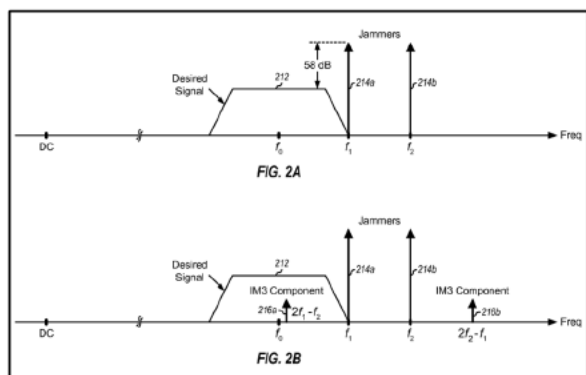 Jammers
58 dB
Desired
Signal
212
214a
214b
DC
f₀
f₁
f₂
Freq
FIG. 2A
Jammers
Desired
Signal
212
214a
214b
IM3 Component
IM3 Component
216a
2f₁-f₂
216b
DC
f₀
f₁
f₂
2f₂-f₁
Freq
FIG. 2B